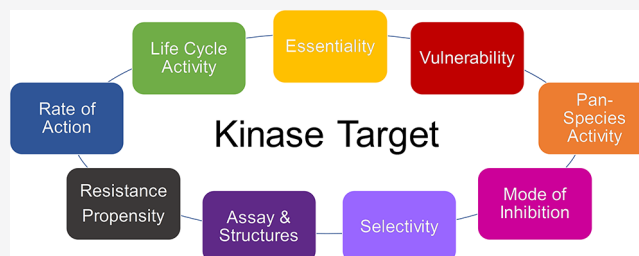 Essentiality
Life Cycle
Activity
Vulnerability
Rate of
Action
Pan-
Species
Activity
Kinase Target
Resistance
Propensity
Mode of
Inhibition
Assay &
Structures
Selectivity